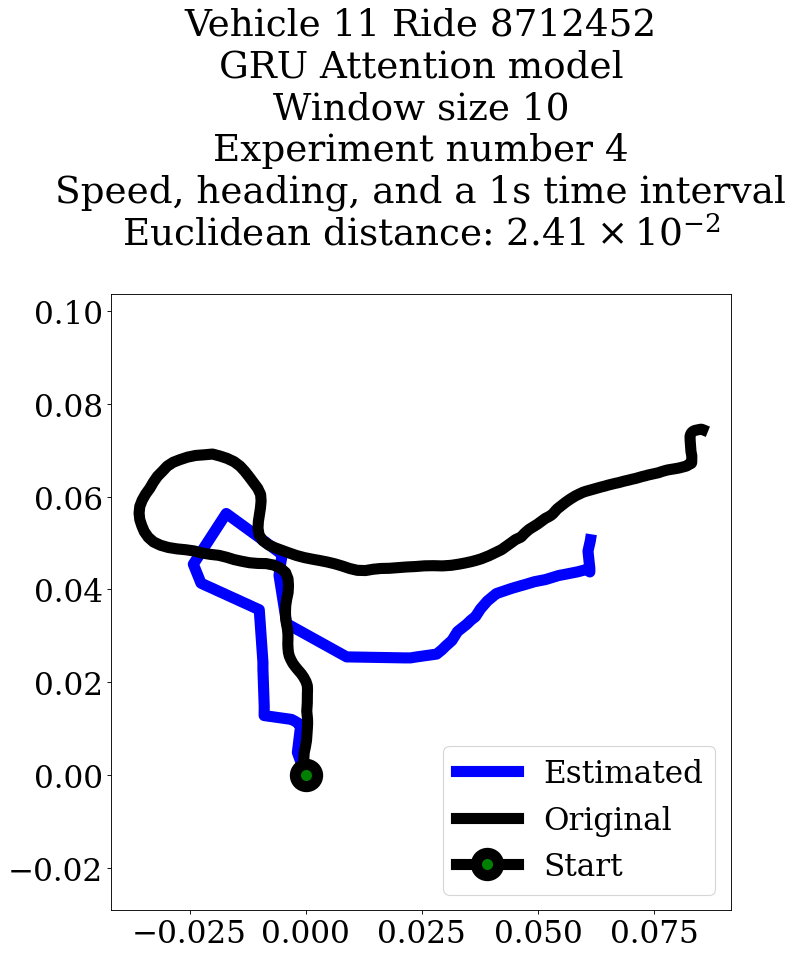 Vehicle 11 Ride 8712452
GRU Attention model
Window size 10
Experiment number 4
Speed, heading, and a 1s time interval
Euclidean distance: 2.41 × 10⁻²
0.10
0.08
0.06
0.04
0.02
0.00
−0.02
Estimated
Original
Start
−0.025 0.000 0.025 0.050 0.075